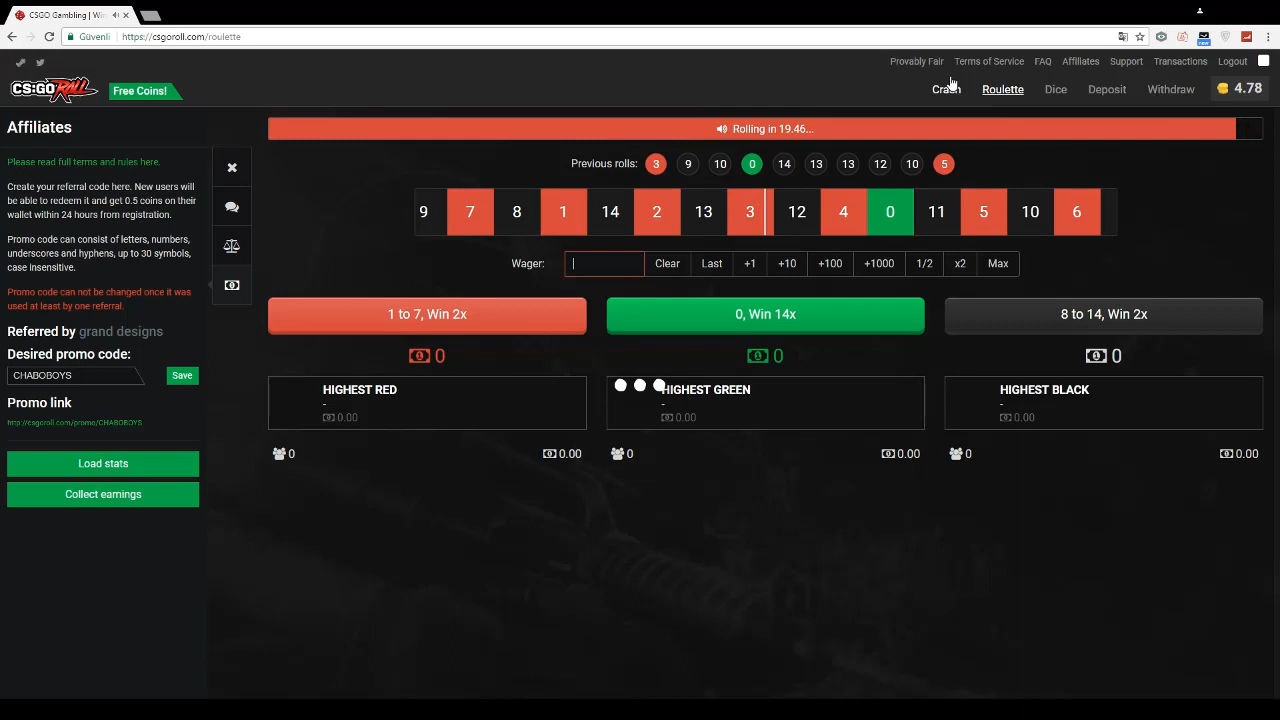 CSGO Gambling | Win
Güvenli
https://csgoroll.com/roulette
new
Provably Fair Terms of Service FAQ Affiliates Support Transactions Logout
CS:GO ROLL
Free Coins!
Crash Roulette Dice Deposit Withdraw 4.78
Affiliates
Please read full terms and rules here.
Create your referral code here. New users will
be able to redeem it and get 0.5 coins on their
wallet within 24 hours from registration.
Promo code can consist of letters, numbers,
underscores and hyphens, up to 30 symbols,
case insensitive.
Promo code can not be changed once it was
used at least by one referral.
Referred by grand designs
Desired promo code:
CHABOBOYS Save
Promo link
http://csgoroll.com/promo/CHABOBOYS
Load stats
Collect earnings
Rolling in 19.46...
Previous rolls: 3 9 10 0 14 13 13 12 10 5
9 7 8 1 14 2 13 3 12 4 0 11 5 10 6
Wager: Clear Last +1 +10 +100 +1000 1/2 x2 Max
1 to 7, Win 2x
0, Win 14x
8 to 14, Win 2x
0
0
0
HIGHEST RED
-
0.00
HIGHEST GREEN
-
0.00
HIGHEST BLACK
-
0.00
0 0.00
0 0.00
0 0.00